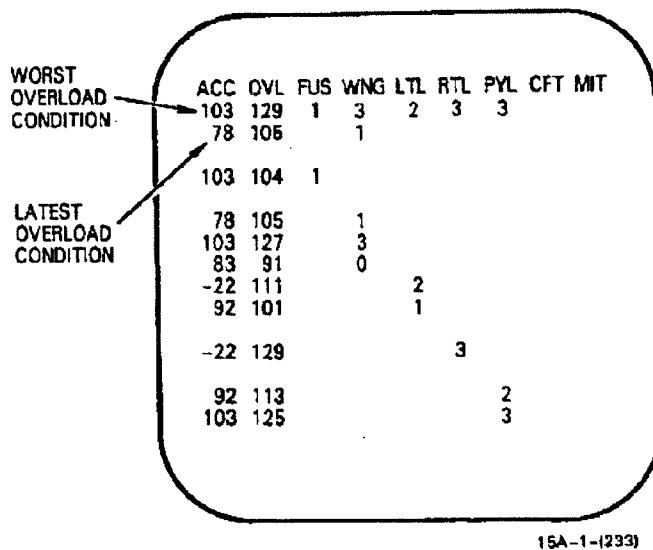 WORST
OVERLOAD
CONDITION
ACC OVL FUS WNG LTL RTL PYL CFT MIT
103 129 1 3 2 3 3
78 105 1
103 104 1
LATEST
OVERLOAD
CONDITION
78 105 1
103 127 3
83 91 0
-22 111 2
92 101 1
-22 129 3
92 113 2
103 125 3
15A-1-(233)